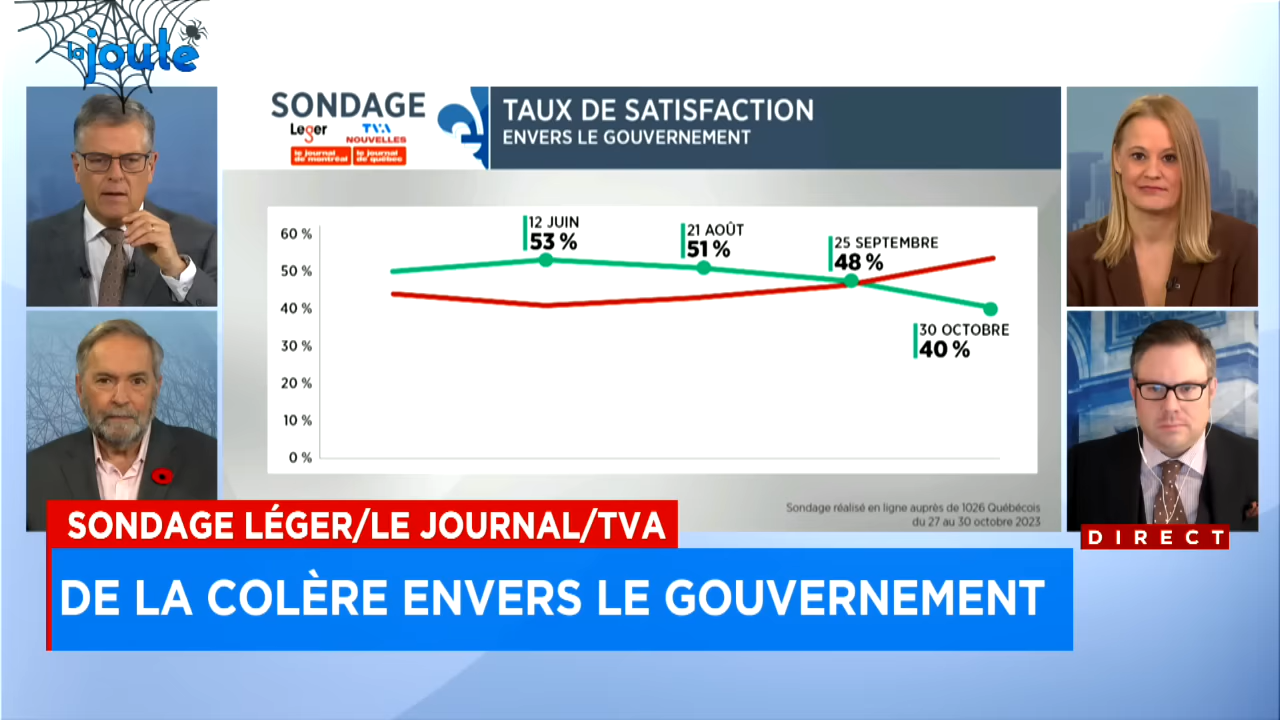 la joute
SONDAGE
Léger
TVA
NOUVELLES
le journal
de montréal
le journal
de québec
TAUX DE SATISFACTION
ENVERS LE GOUVERNEMENT
60 %
50 %
40 %
30 %
20 %
10 %
0 %
12 JUIN
53 %
21 AOÛT
51 %
25 SEPTEMBRE
48 %
30 OCTOBRE
40 %
Sondage réalisé en ligne auprès de 1026 Québécois
du 27 au 30 octobre 2023
DIRECT
SONDAGE LÉGER/LE JOURNAL/TVA
DE LA COLÈRE ENVERS LE GOUVERNEMENT